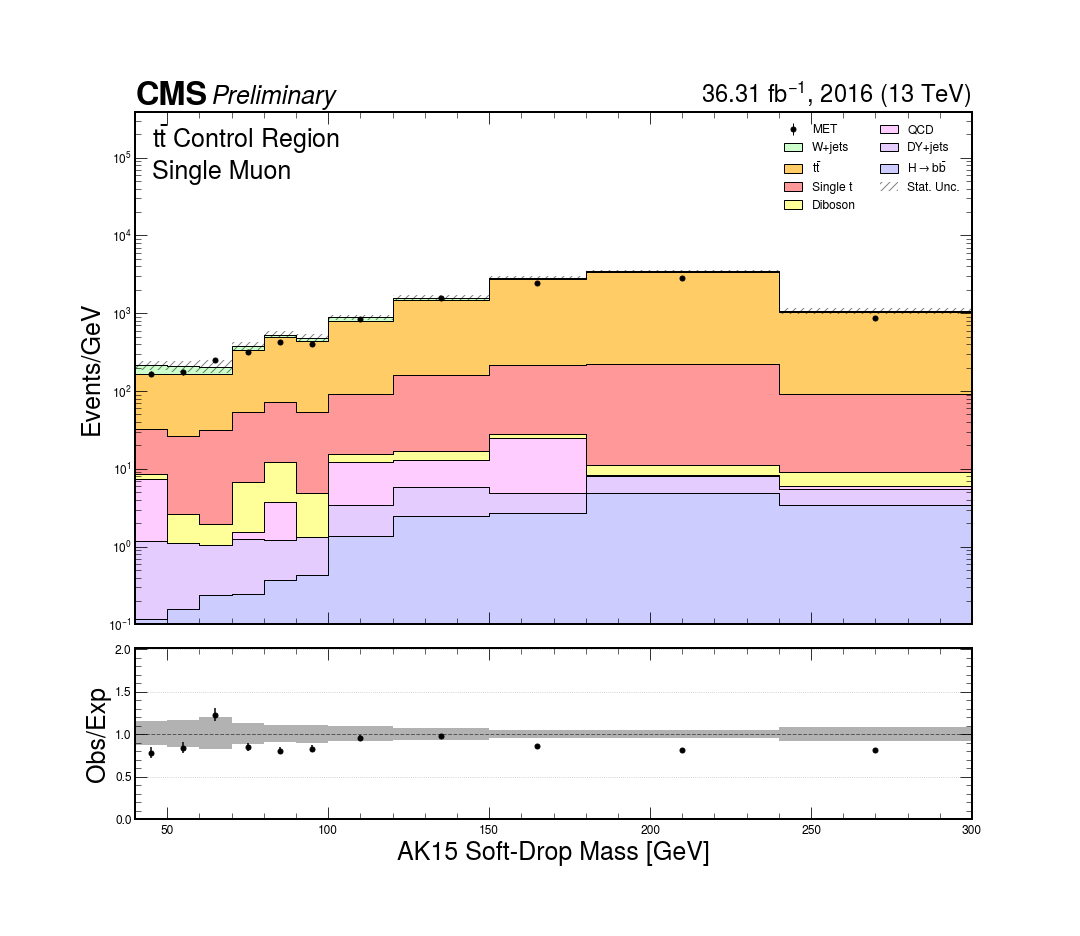 CMS Preliminary
36.31 fb⁻¹, 2016 (13 TeV)
tt̄ Control Region
Single Muon
MET
W+jets
tt̄
Single t
Diboson
QCD
DY+jets
H→bb̄
Stat. Unc.
10⁵
10⁴
10³
10²
10¹
10⁰
10⁻¹
Events/GeV
2.0
1.5
1.0
0.5
0.0
Obs/Exp
50 100 150 200 250 300
AK15 Soft-Drop Mass [GeV]